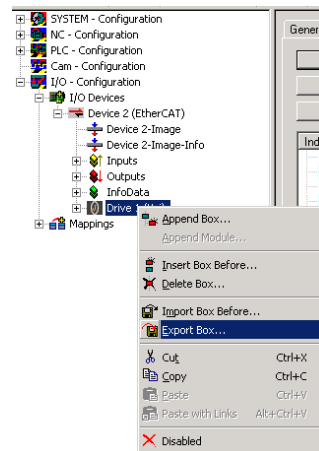 SYSTEM - Configuration
NC - Configuration
PLC - Configuration
Cam - Configuration
I/O - Configuration
I/O Devices
Device 2 (EtherCAT)
Device 2-Image
Device 2-Image-Info
Inputs
Outputs
InfoData
Drive
Mappings
Gener
Ind
Append Box...
Append Module...
Insert Box Before...
Delete Box...
Import Box Before...
Export Box...
Cut Ctrl+X
Copy Ctrl+C
Paste Ctrl+V
Paste with Links Alt+Ctrl+V
Disabled